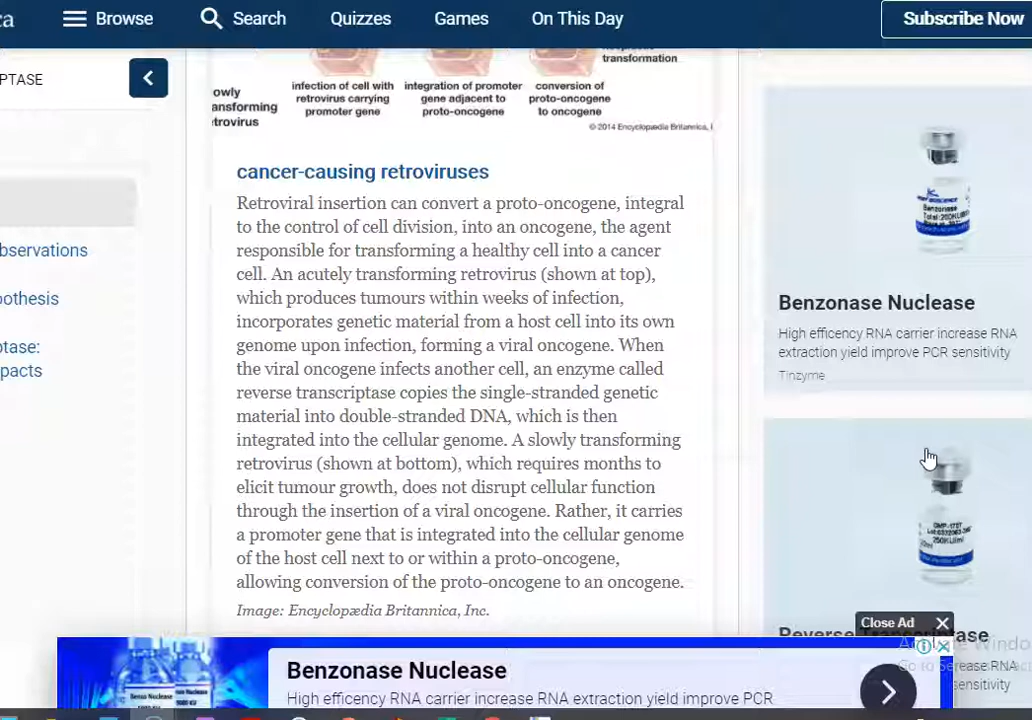 ca
Browse
Search
Quizzes
Games
On This Day
Subscribe Now
PTASE
bservations
othesis
ptase:
pacts
transformation
owly
ansforming
trovirus
infection of cell with
retrovirus carrying
promoter gene
integration of promoter
gene adjacent to
proto-oncogene
conversion of
proto-oncogene
to oncogene
© 2014 Encyclopædia Britannica, I
cancer-causing retroviruses
Retroviral insertion can convert a proto-oncogene, integral
to the control of cell division, into an oncogene, the agent
responsible for transforming a healthy cell into a cancer
cell. An acutely transforming retrovirus (shown at top),
which produces tumours within weeks of infection,
incorporates genetic material from a host cell into its own
genome upon infection, forming a viral oncogene. When
the viral oncogene infects another cell, an enzyme called
reverse transcriptase copies the single-stranded genetic
material into double-stranded DNA, which is then
integrated into the cellular genome. A slowly transforming
retrovirus (shown at bottom), which requires months to
elicit tumour growth, does not disrupt cellular function
through the insertion of a viral oncogene. Rather, it carries
a promoter gene that is integrated into the cellular genome
of the host cell next to or within a proto-oncogene,
allowing conversion of the proto-oncogene to an oncogene.
Image: Encyclopædia Britannica, Inc.
Benzonase
Benzonase Nuclease
High efficency RNA carrier increase RNA
extraction yield improve PCR sensitivity
Tinzyme
250KU/ml
Reverse Transcriptase
increase RNA
sensitivity
Close Ad
Benzonase Nuclease
High efficency RNA carrier increase RNA extraction yield improve PCR